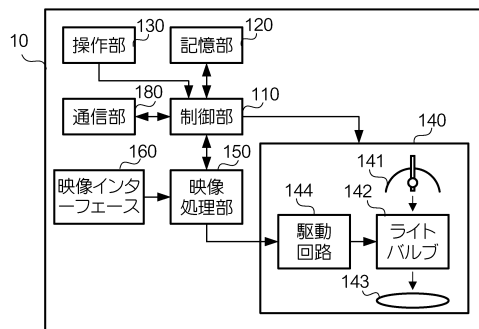 10
130
操作部
120
記憶部
180
通信部
110
制御部
160
映像インタ
ーフェース
150
映像
処理部
140
141
144
駆動
回路
142
ライト
バルブ
143